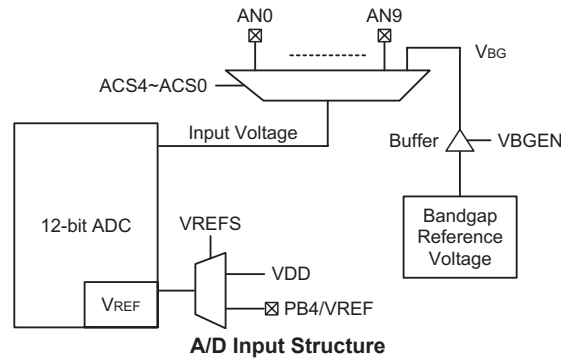 AN0
AN9
VBG
ACS4~ACS0
Input Voltage
Buffer
VBGEN
12-bit ADC
Bandgap
Reference
Voltage
VREFS
VDD
VREF
PB4/VREF
A/D Input Structure